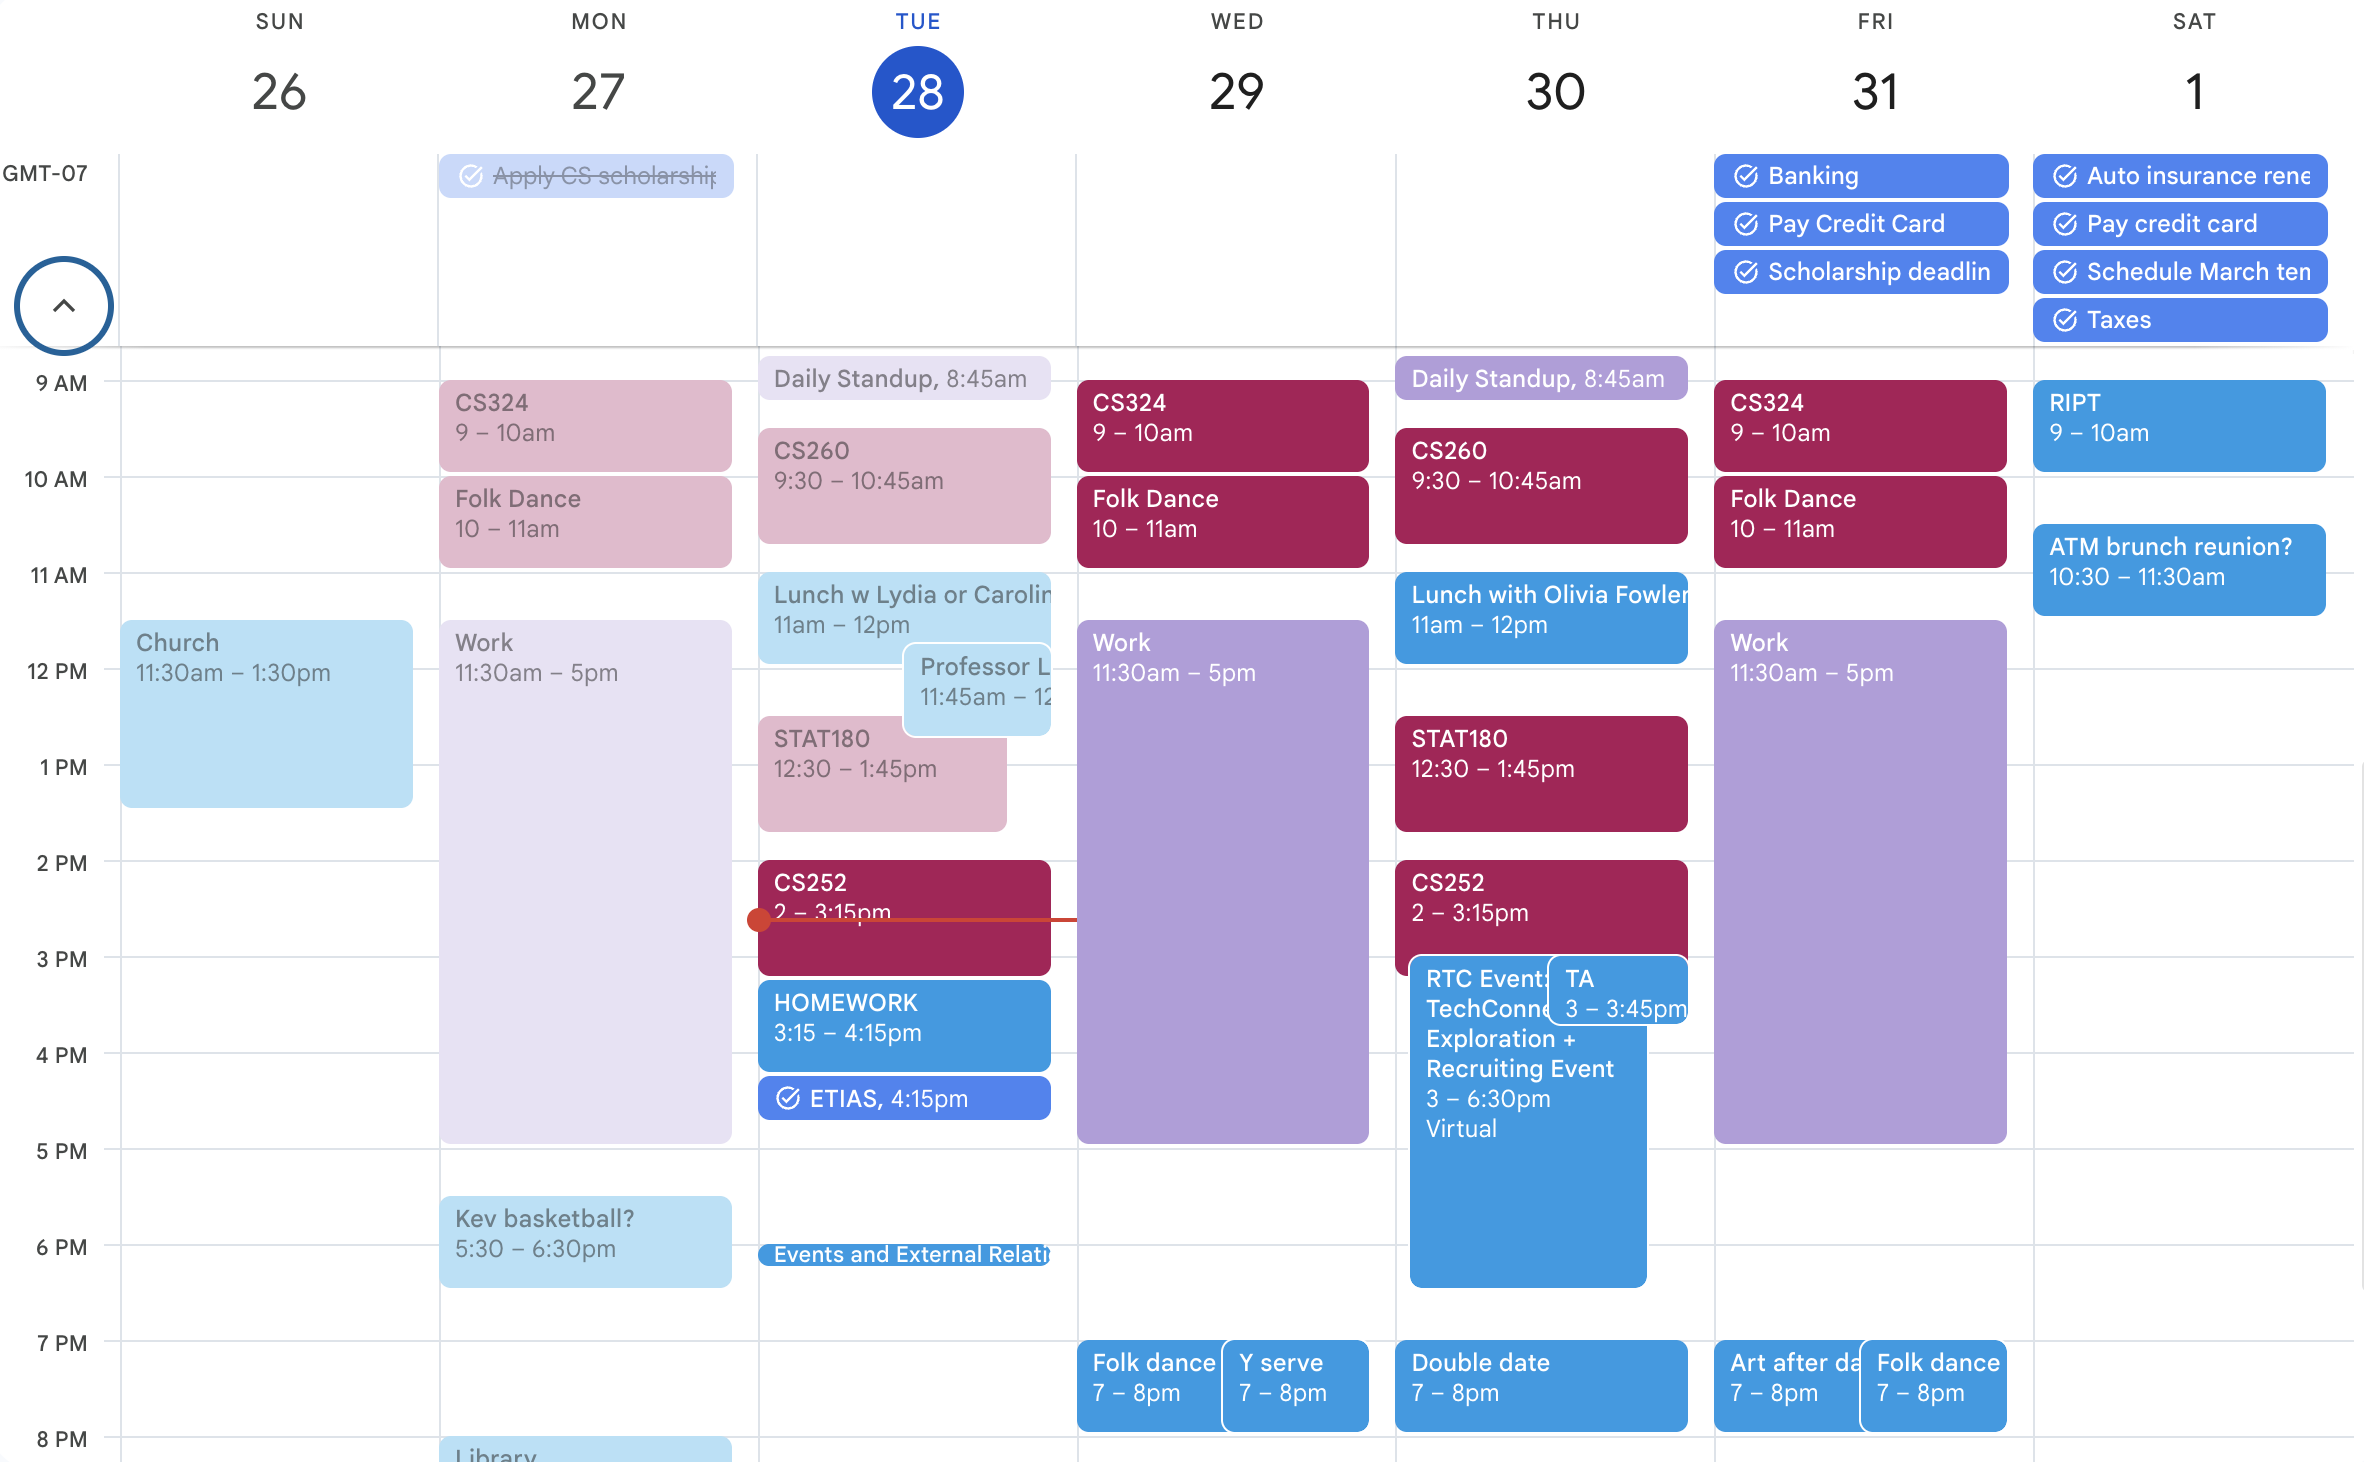 SUN
MON
TUE
WED
THU
FRI
SAT
26
27
28
29
30
31
1
GMT-07
Apply CS scholarship
Banking
Pay Credit Card
Scholarship deadlin
Auto insurance rene
Pay credit card
Schedule March ten
Taxes
9 AM
10 AM
11 AM
12 PM
1 PM
2 PM
3 PM
4 PM
5 PM
6 PM
7 PM
8 PM
Church
11:30am – 1:30pm
CS324
9 – 10am
Folk Dance
10 – 11am
Work
11:30am – 5pm
Kev basketball?
5:30 – 6:30pm
Library
Daily Standup, 8:45am
CS260
9:30 – 10:45am
Lunch w Lydia or Carolin
11am – 12pm
Professor L
11:45am – 12
STAT180
12:30 – 1:45pm
CS252
2 – 3:15pm
HOMEWORK
3:15 – 4:15pm
ETIAS, 4:15pm
Events and External Relati
CS324
9 – 10am
Folk Dance
10 – 11am
Work
11:30am – 5pm
Folk dance
7 – 8pm
Y serve
7 – 8pm
Daily Standup, 8:45am
CS260
9:30 – 10:45am
Lunch with Olivia Fowler
11am – 12pm
STAT180
12:30 – 1:45pm
CS252
2 – 3:15pm
RTC Event:
TechConne
Exploration +
Recruiting Event
3 – 6:30pm
Virtual
TA
3 – 3:45pm
Double date
7 – 8pm
CS324
9 – 10am
Folk Dance
10 – 11am
Work
11:30am – 5pm
Art after da
7 – 8pm
Folk dance
7 – 8pm
RIPT
9 – 10am
ATM brunch reunion?
10:30 – 11:30am